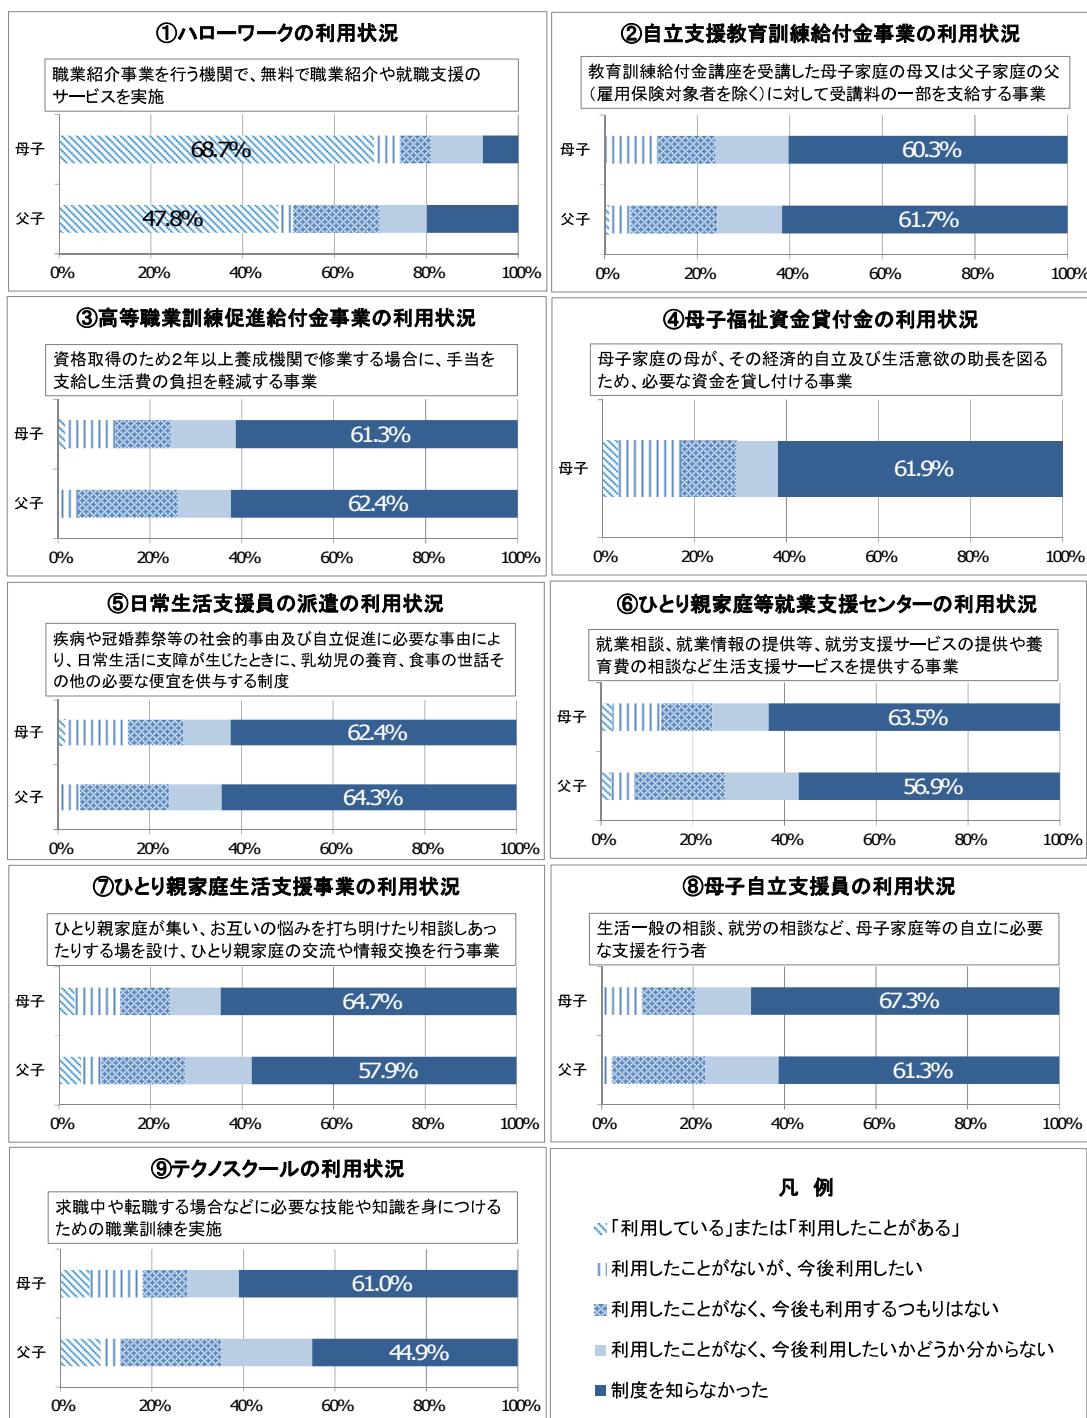 ①ハローワークの利用状況
職業紹介事業を行う機関で、無料で職業紹介や就職支援の
サービスを実施
母子
68.7%
父子
47.8%
0% 20% 40% 60% 80% 100%
②自立支援教育訓練給付金事業の利用状況
教育訓練給付金講座を受講した母子家庭の母又は父子家庭の父
（雇用保険対象者を除く）に対して受講料の一部を支給する事業
母子
60.3%
父子
61.7%
0% 20% 40% 60% 80% 100%
③高等職業訓練促進給付金事業の利用状況
資格取得のため２年以上養成機関で修業する場合に、手当を
支給し生活費の負担を軽減する事業
母子
61.3%
父子
62.4%
0% 20% 40% 60% 80% 100%
④母子福祉資金貸付金の利用状況
母子家庭の母が、その経済的自立及び生活意欲の助長を図る
ため、必要な資金を貸し付ける事業
母子
61.9%
0% 20% 40% 60% 80% 100%
⑤日常生活支援員の派遣の利用状況
疾病や冠婚葬祭等の社会的事由及び自立促進に必要な事由によ
り、日常生活に支障が生じたときに、乳幼児の養育、食事の世話そ
の他の必要な便宜を供与する制度
母子
62.4%
父子
64.3%
0% 20% 40% 60% 80% 100%
⑥ひとり親家庭等就業支援センターの利用状況
就業相談、就業情報の提供等、就労支援サービスの提供や養
育費の相談など生活支援サービスを提供する事業
母子
63.5%
父子
56.9%
0% 20% 40% 60% 80% 100%
⑦ひとり親家庭生活支援事業の利用状況
ひとり親家庭が集い、お互いの悩みを打ち明けたり相談しあっ
たりする場を設け、ひとり親家庭の交流や情報交換を行う事業
母子
64.7%
父子
57.9%
0% 20% 40% 60% 80% 100%
⑧母子自立支援員の利用状況
生活一般の相談、就労の相談など、母子家庭等の自立に必要
な支援を行う者
母子
67.3%
父子
61.3%
0% 20% 40% 60% 80% 100%
⑨テクノスクールの利用状況
求職中や転職する場合などに必要な技能や知識を身につける
ための職業訓練を実施
母子
61.0%
父子
44.9%
0% 20% 40% 60% 80% 100%
凡 例
「利用している」または「利用したことがある」
利用したことがないが、今後利用したい
利用したことがなく、今後も利用するつもりはない
利用したことがなく、今後利用したいかどうか分からない
制度を知らなかった